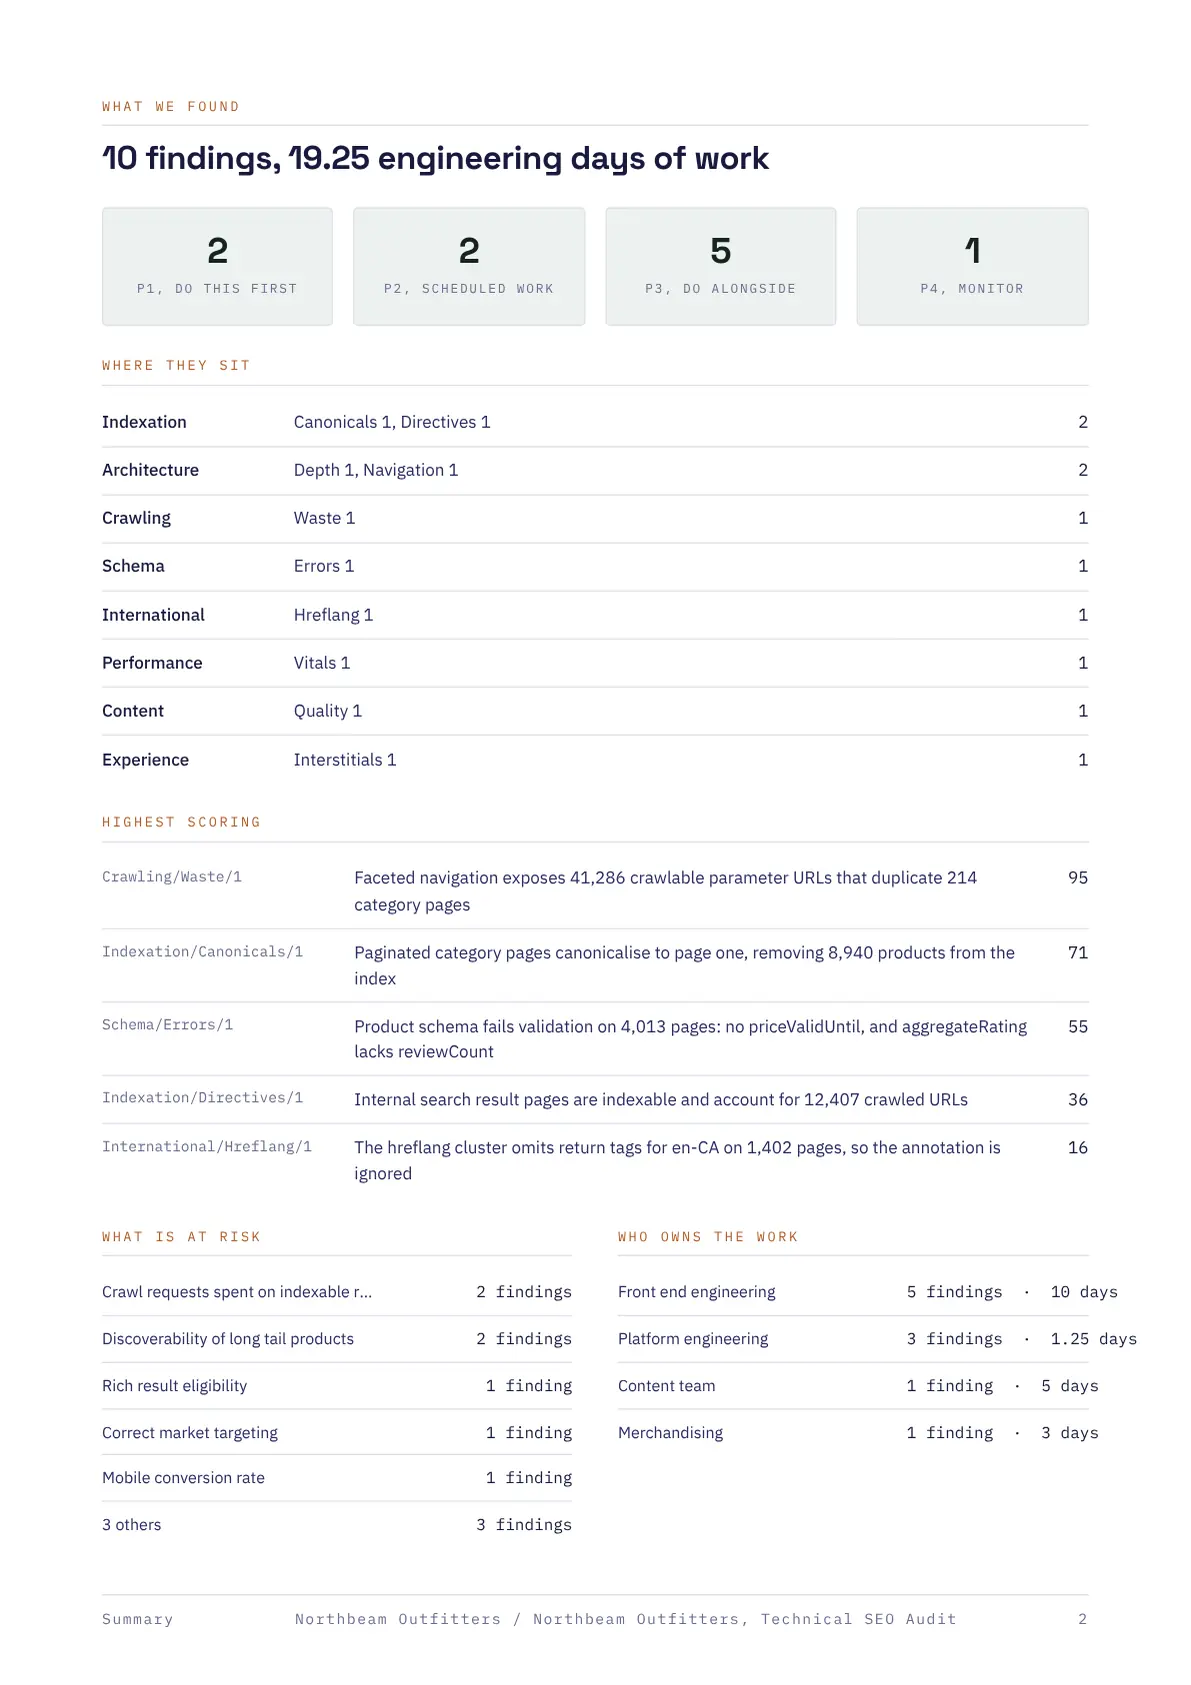 WHAT WE FOUND
10 findings, 19.25 engineering days of work
2
P1, DO THIS FIRST
2
P2, SCHEDULED WORK
5
P3, DO ALONGSIDE
1
P4, MONITOR
WHERE THEY SIT
Indexation Canonicals 1, Directives 1 2
Architecture Depth 1, Navigation 1 2
Crawling Waste 1 1
Schema Errors 1 1
International Hreflang 1 1
Performance Vitals 1 1
Content Quality 1 1
Experience Interstitials 1 1
HIGHEST SCORING
Crawling/Waste/1 Faceted navigation exposes 41,286 crawlable parameter URLs that duplicate 214 95
category pages
Indexation/Canonicals/1 Paginated category pages canonicalise to page one, removing 8,940 products from the 71
index
Schema/Errors/1 Product schema fails validation on 4,013 pages: no priceValidUntil, and aggregateRating 55
lacks reviewCount
Indexation/Directives/1 Internal search result pages are indexable and account for 12,407 crawled URLs 36
International/Hreflang/1 The hreflang cluster omits return tags for en-CA on 1,402 pages, so the annotation is 16
ignored
WHAT IS AT RISK
Crawl requests spent on indexable r... 2 findings
Discoverability of long tail products 2 findings
Rich result eligibility 1 finding
Correct market targeting 1 finding
Mobile conversion rate 1 finding
3 others 3 findings
WHO OWNS THE WORK
Front end engineering 5 findings · 10 days
Platform engineering 3 findings · 1.25 days
Content team 1 finding · 5 days
Merchandising 1 finding · 3 days
Summary Northbeam Outfitters / Northbeam Outfitters, Technical SEO Audit 2